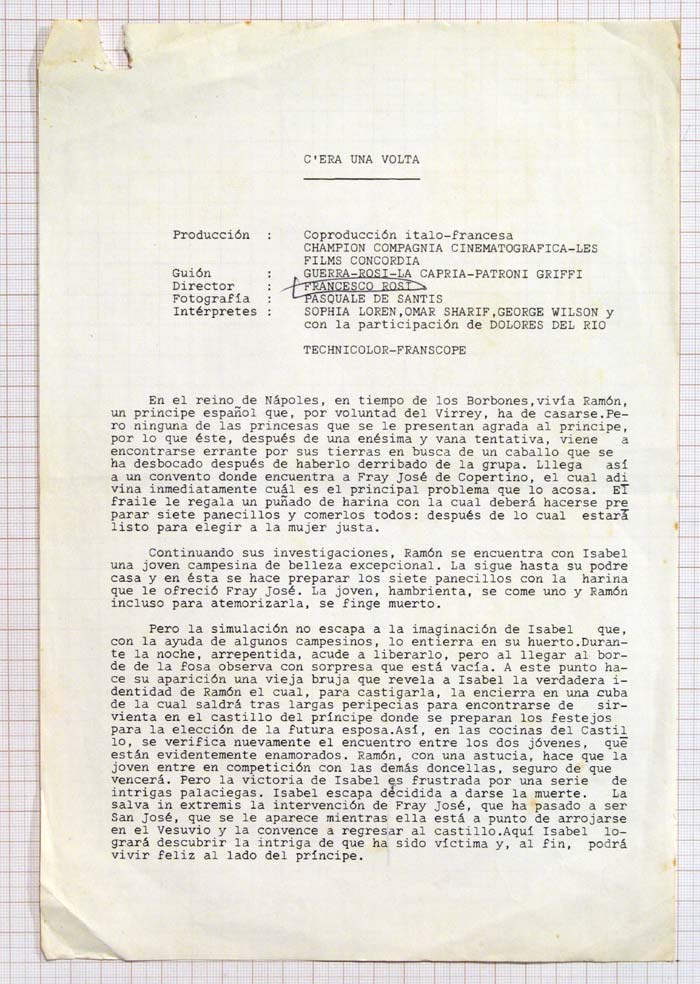 C'ERA UNA VOLTA
Producción : Coproducción italo-francesa
CHAMPION COMPAGNIA CINEMATOGRAFICA-LES
FILMS CONCORDIA
Guión : GUERRA-ROSI-LA CAPRIA-PATRONI GRIFFI
Director : FRANCESCO ROSI
Fotografía : PASQUALE DE SANTIS
Intérpretes : SOPHIA LOREN,OMAR SHARIF,GEORGE WILSON y
con la participación de DOLORES DEL RIO
TECHNICOLOR-FRANSCOPE
En el reino de Nápoles, en tiempo de los Borbones,vivía Ramón,
un principe español que, por voluntad del Virrey, ha de casarse.Pe-
ro ninguna de las princesas que se le presentan agrada al principe,
por lo que éste, después de una enésima y vana tentativa, viene a
encontrarse errante por sus tierras en busca de un caballo que se
ha desbocado después de haberlo derribado de la grupa. Lllega así
a un convento donde encuentra a Fray José de Copertino, el cual adi
vina inmediatamente cuál es el principal problema que lo acosa. El
fraile le regala un puñado de harina con la cual deberá hacerse pre
parar siete panecillos y comerlos todos: después de lo cual estará
listo para elegir a la mujer justa.
Continuando sus investigaciones, Ramón se encuentra con Isabel
una joven campesina de belleza excepcional. La sigue hasta su podre
casa y en ésta se hace preparar los siete panecillos con la harina
que le ofreció Fray José. La joven, hambrienta, se come uno y Ramón
incluso para atemorizarla, se finge muerto.
Pero la simulación no escapa a la imaginación de Isabel que,
con la ayuda de algunos campesinos, lo entierra en su huerto.Duran-
te la noche, arrepentida, acude a liberarlo, pero al llegar al bor-
de de la fosa observa con sorpresa que está vacía. A este punto ha-
ce su aparición una vieja bruja que revela a Isabel la verdadera i-
dentidad de Ramón el cual, para castigarla, la encierra en una cuba
de la cual saldrá tras largas peripecias para encontrarse de sir-
vienta en el castillo del príncipe donde se preparan los festejos
para la elección de la futura esposa.Así, en las cocinas del Castil
lo, se verifica nuevamente el encuentro entre los dos jóvenes, que
están evidentemente enamorados. Ramón, con una astucia, hace que la
joven entre en competición con las demás doncellas, seguro de que
vencerá. Pero la victoria de Isabel es frustrada por una serie de
intrigas palaciegas. Isabel escapa décidida a darse la muerte. La
salva in extremis la intervención de Fray José, que ha pasado a ser
San José, que se le aparece mientras ella está a punto de arrojarse
en el Vesuvio y la convence a regresar al castillo.Aquí Isabel lo-
grará descubrir la intriga de que ha sido víctima y, al fin, podrá
vivir feliz al lado del príncipe.